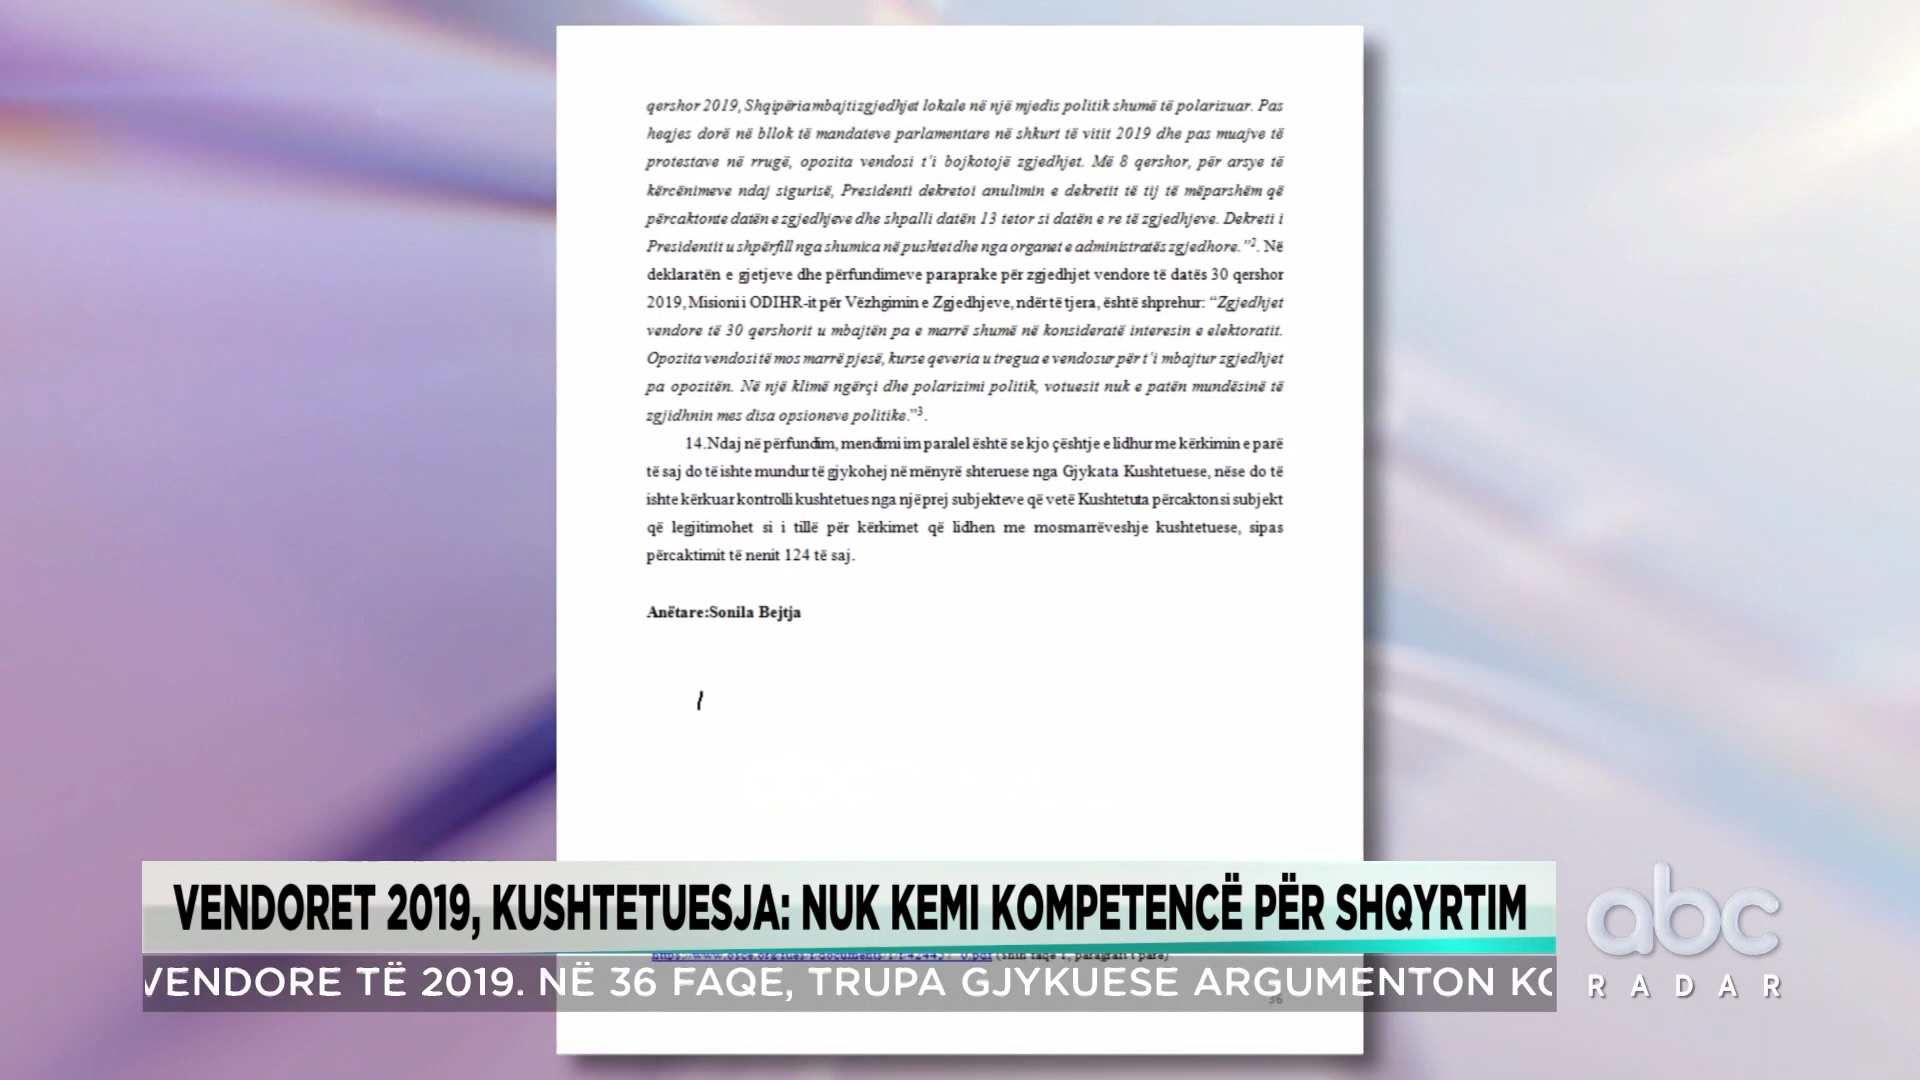 qershor 2019, Shqipëria mbajti zgjedhjet lokale në një mjedis politik shumë të polarizuar. Pas
heqjes dorë në bllok të mandateve parlamentare në shkurt të vitit 2019 dhe pas muajve të
protestave në rrugë, opozita vendosi t'i bojkotojë zgjedhjet. Më 8 qershor, për arsye të
kërcënimeve ndaj sigurisë, Presidenti dekretoi anulimin e dekretit të tij të mëparshëm që
përcaktonte datën e zgjedhjeve dhe shpalli datën 13 tetor si datën e re të zgjedhjeve. Dekreti i
Presidentit u shpërfill nga shumica në pushtet dhe nga organet e administratës zgjedhore."2. Në
deklaratën e gjetjeve dhe përfundimeve paraprake për zgjedhjet vendore të datës 30 qershor
2019, Misioni i ODIHR-it për Vëzhgimin e Zgjedhjeve, ndër të tjera, është shprehur: "Zgjedhjet
vendore të 30 qershorit u mbajtën pa e marrë shumë në konsideratë interesin e elektoratit.
Opozita vendosi të mos marrë pjesë, kurse qeveria u tregua e vendosur për t'i mbajtur zgjedhjet
pa opozitën. Në një klimë ngërçi dhe polarizimi politik, votuesit nuk e patën mundësinë të
zgjidhnin mes disa opsioneve politike."3.
14.Ndaj në përfundim, mendimi im paralel është se kjo çështje e lidhur me kërkimin e parë
të saj do të ishte mundur të gjykohej në mënyrë shteruese nga Gjykata Kushtetuese, nëse do të
ishte kërkuar kontrolli kushtetues nga një prej subjekteve që vetë Kushtetuta përcakton si subjekt
që legjitimohet si i tillë për kërkimet që lidhen me mosmarrëveshje kushtetuese, sipas
përcaktimit të nenit 124 të saj.
Anëtare:Sonila Bejtja
VENDORET 2019, KUSHTETUESJA: NUK KEMI KOMPETENCË PËR SHQYRTIM
(shih faqe 1, paragrafi i parë)
VENDORE TË 2019. NË 36 FAQE, TRUPA GJYKUESE ARGUMENTON
36
abc
RADAR